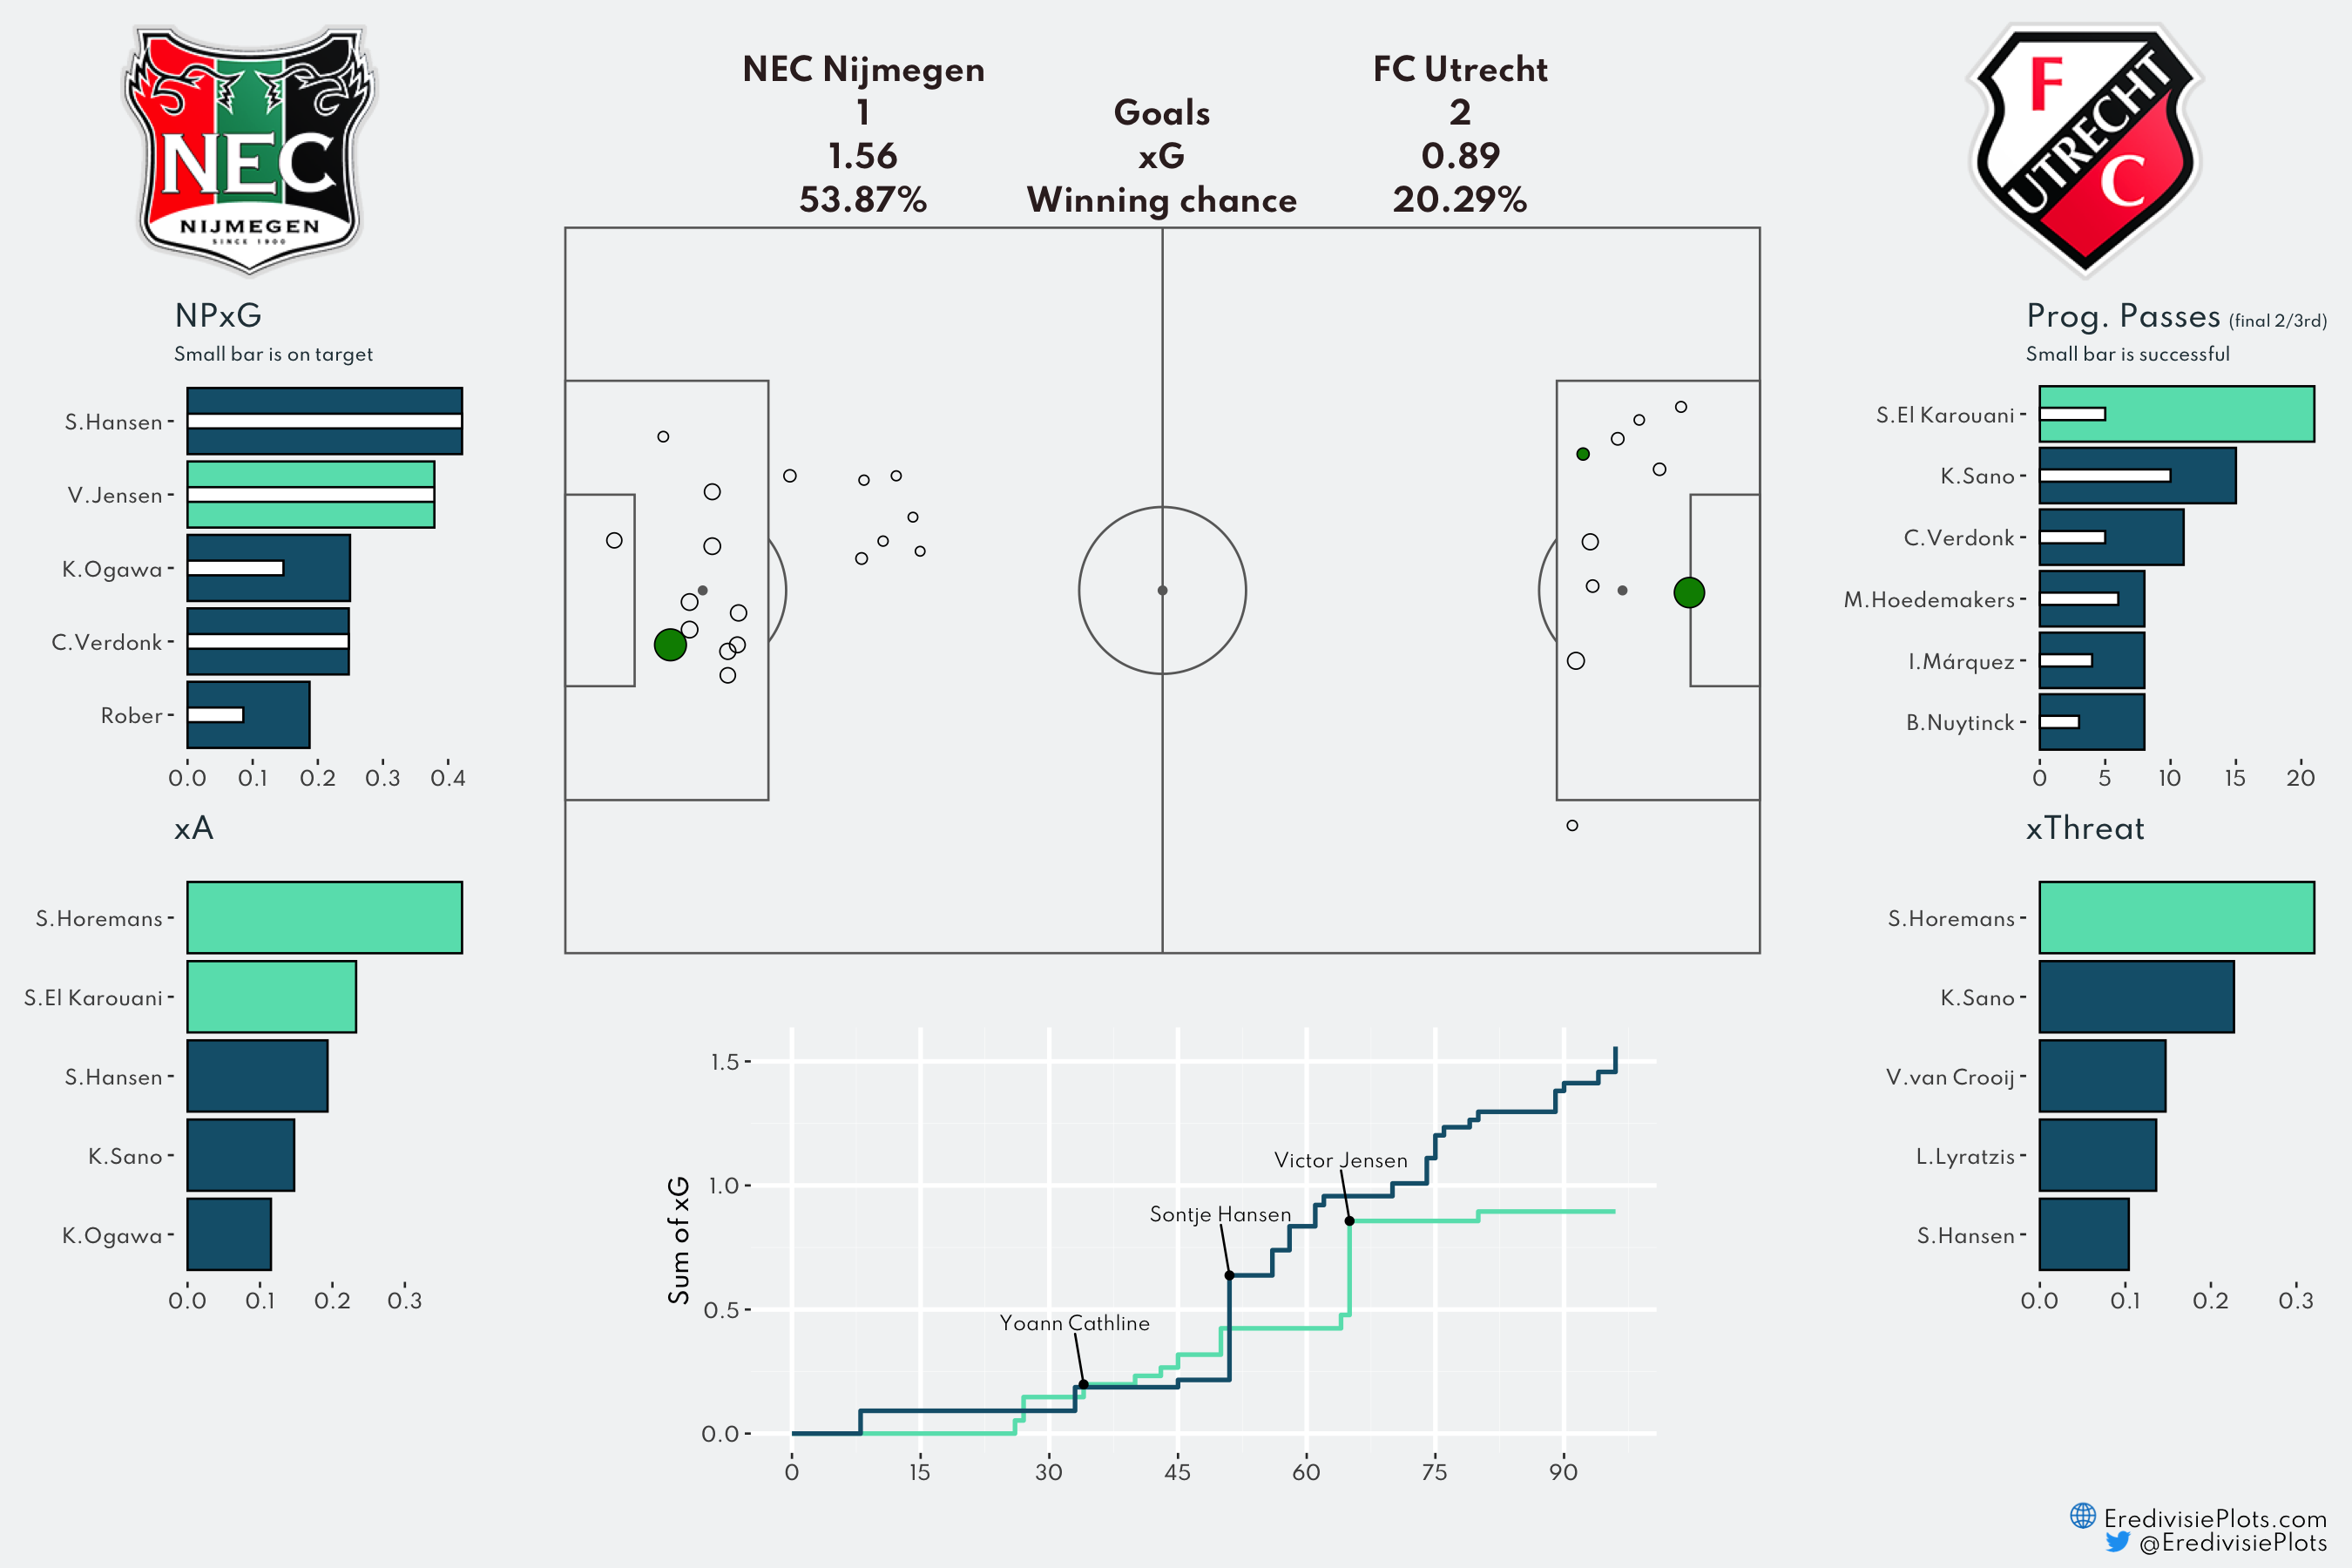 NEC
NIJMEGEN
SINCE 1900
NEC Nijmegen FC Utrecht
1 Goals 2
1.56 xG 0.89
53.87% Winning chance 20.29%
F
UTRECHT
C
NPxG
Small bar is on target
S.Hansen
V.Jensen
K.Ogawa
C.Verdonk
Rober
0.0 0.1 0.2 0.3 0.4
xA
S.Horemans
S.El Karouani
S.Hansen
K.Sano
K.Ogawa
0.0 0.1 0.2 0.3
Sum of xG
1.5
1.0
0.5
0.0
Victor Jensen
Sontje Hansen
Yoann Cathline
0 15 30 45 60 75 90
Prog. Passes (final 2/3rd)
Small bar is successful
S.El Karouani
K.Sano
C.Verdonk
M.Hoedemakers
I.Márquez
B.Nuytinck
0 5 10 15 20
xThreat
S.Horemans
K.Sano
V.van Crooij
L.Lyratzis
S.Hansen
0.0 0.1 0.2 0.3
EredivisiePlots.com
@EredivisiePlots